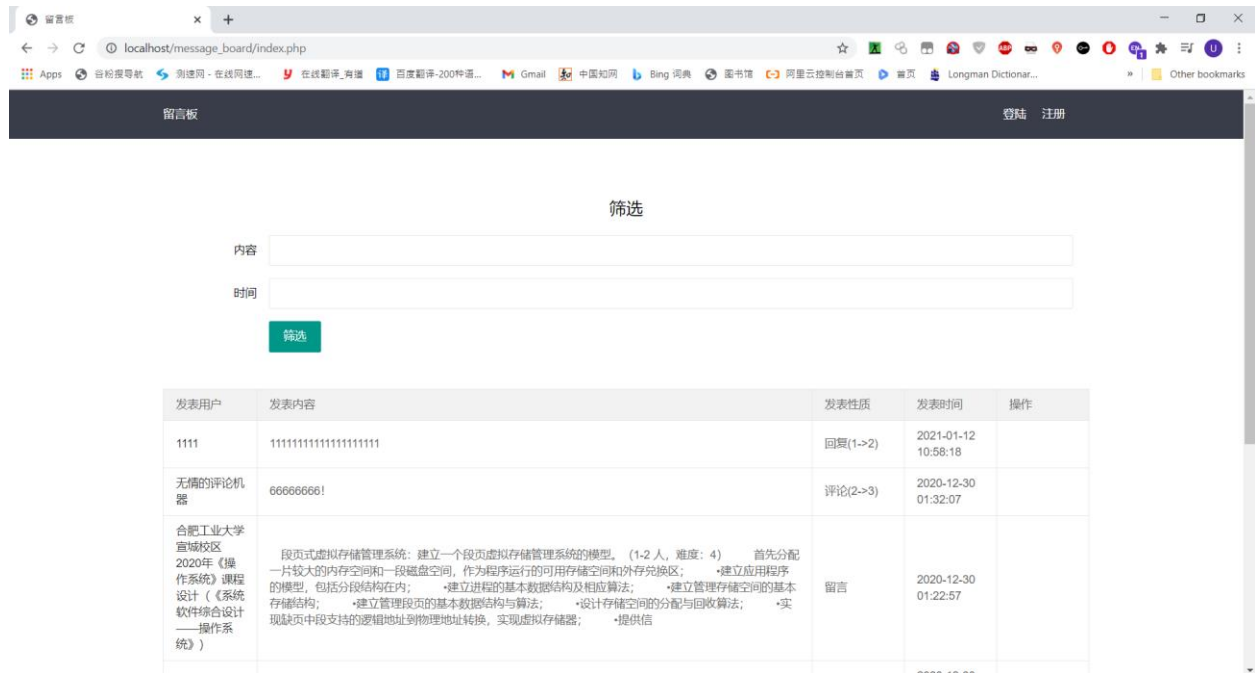 留言板
localhost/message_board/index.php
Apps 谷粉搜导航 测速网 - 在线网速... 在线翻译_有道 百度翻译-200种语... Gmail 中国知网 Bing 词典 图书馆 阿里云控制台首页 首页 Longman Dictionar... » Other bookmarks
留言板 登陆 注册
筛选
内容
时间
筛选
发表用户 发表内容 发表性质 发表时间 操作
1111 11111111111111111111 回复(1->2) 2021-01-12
10:58:18
无情的评论机
器
66666666! 评论(2->3) 2020-12-30
01:32:07
合肥工业大学
宣城校区
2020年《操
作系统》课程
设计（《系统
软件综合设计
——操作系
统》）
段页式虚拟存储管理系统：建立一个段页虚拟存储管理系统的模型。（1-2 人，难度：4） 首先分配
一片较大的内存空间和一段磁盘空间，作为程序运行的可用存储空间和外存兑换区； •建立应用程序
的模型，包括分段结构在内； •建立进程的基本数据结构及相应算法； •建立管理存储空间的基本
存储结构； •建立管理段页的基本数据结构与算法； •设计存储空间的分配与回收算法； •实
现缺页中段支持的逻辑地址到物理地址转换，实现虚拟存储器； •提供信
留言
2020-12-30
01:22:57